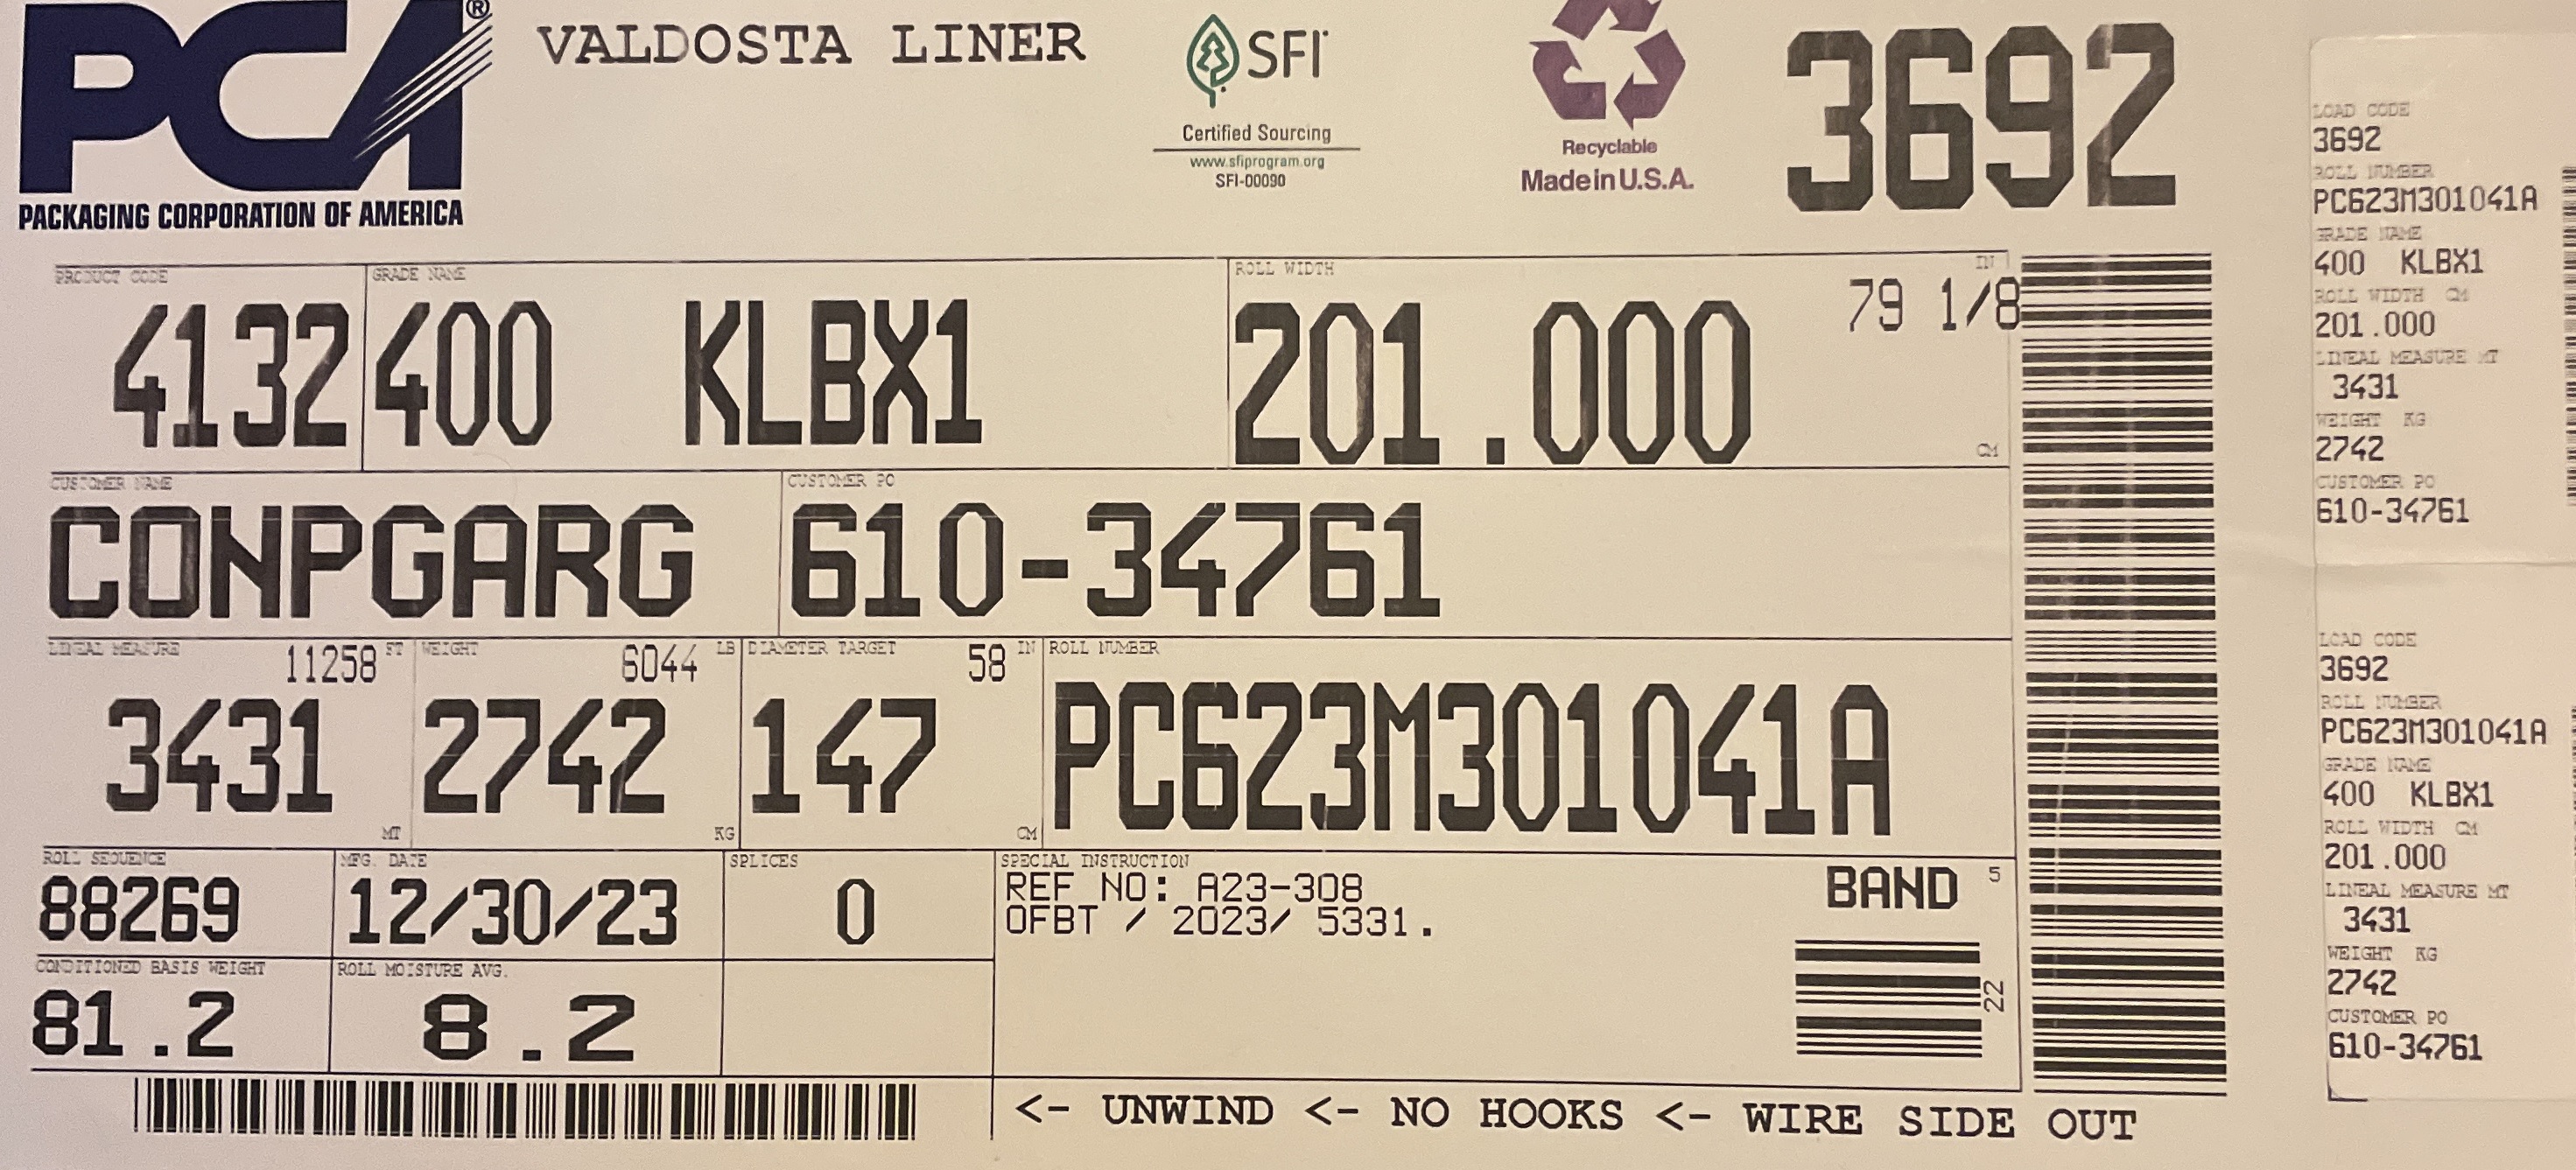 PCA®
PACKAGING CORPORATION OF AMERICA
VALDOSTA LINER
SFI
Certified Sourcing
www.sfiprogram.org
SFI-00090
Recyclable
Made in U.S.A.
3692
PRODUCT CODE
4132
GRADE NAME
400 KLBX1
ROLL WIDTH
IN
79 1/8
201.000
CM
CUSTOMER NAME
CONPGARG
CUSTOMER PO
610-34761
LINEAL MEASURE
11258 FT
3431
MT
WEIGHT
6044 LB
2742
KG
DIAMETER TARGET
58 IN
147
CM
ROLL NUMBER
PC623M301041A
ROLL SEQUENCE
88269
MFG. DATE
12/30/23
SPLICES
0
SPECIAL INSTRUCTION
REF NO: A23-308
OFBT / 2023/ 5331.
BAND 5
22
CONDITIONED BASIS WEIGHT
81.2
ROLL MOISTURE AVG.
8.2
<- UNWIND <- NO HOOKS <- WIRE SIDE OUT
LOAD CODE
3692
ROLL NUMBER
PC623M301041A
GRADE NAME
400 KLBX1
ROLL WIDTH CM
201.000
LINEAL MEASURE MT
3431
WEIGHT KG
2742
CUSTOMER PO
610-34761
LOAD CODE
3692
ROLL NUMBER
PC623M301041A
GRADE NAME
400 KLBX1
ROLL WIDTH CM
201.000
LINEAL MEASURE MT
3431
WEIGHT KG
2742
CUSTOMER PO
610-34761